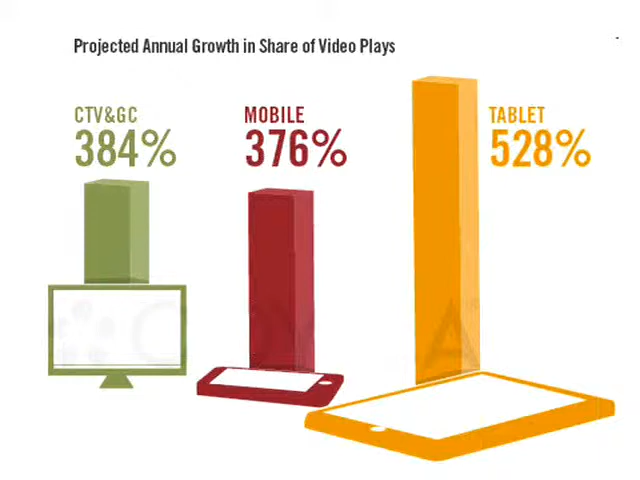 Projected Annual Growth in Share of Video Plays
CTV&GC
384%
MOBILE
376%
TABLET
528%